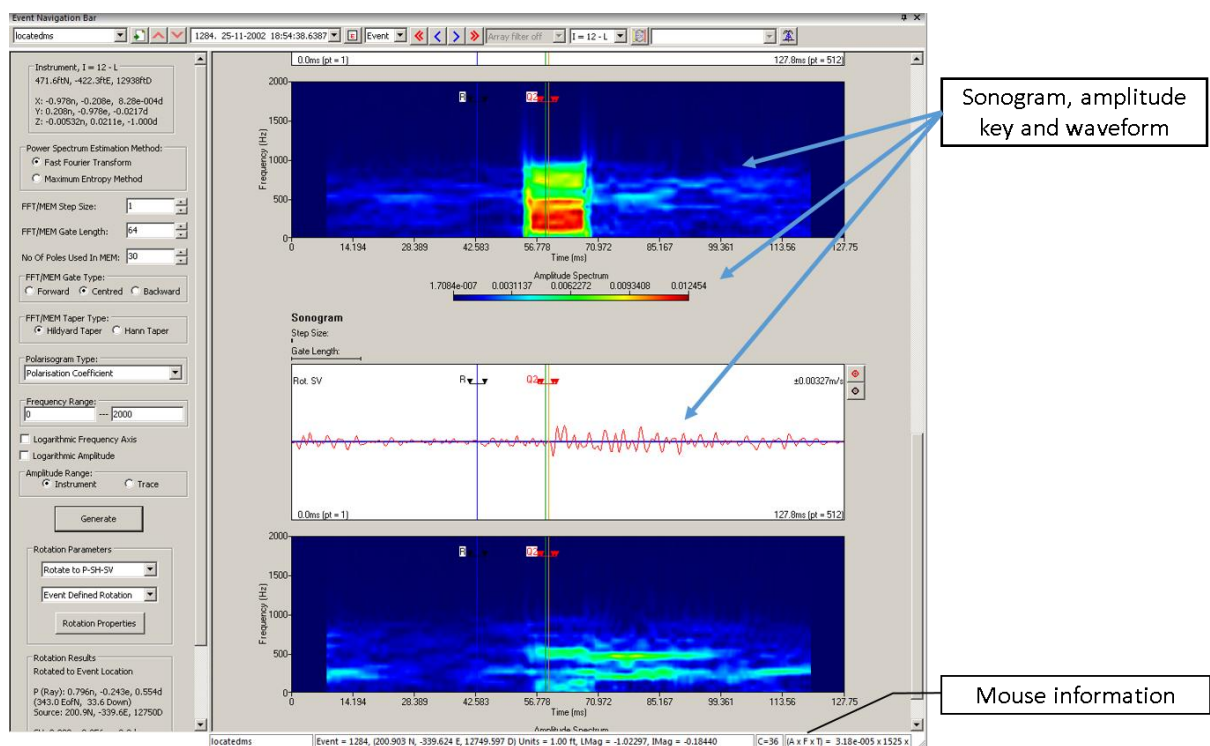 Event Navigation Bar
locatedms
1284. 25-11-2002 18:54:38.6387
E
Event
Array filter off
I = 12 - L
Instrument, I = 12 - L
471.6ftN, -422.3ftE, 12938ftD
X: -0.978n, -0.208e, 8.28e-004d
Y: 0.208n, -0.978e, -0.0217d
Z: -0.00532n, 0.0211e, -1.000d
Power Spectrum Estimation Method:
Fast Fourier Transform
Maximum Entropy Method
FFT/MEM Step Size: 1
FFT/MEM Gate Length: 64
No Of Poles Used In MEM: 30
FFT/MEM Gate Type:
Forward Centred Backward
FFT/MEM Taper Type:
Hildyard Taper Hann Taper
Polarisogram Type:
Polarisation Coefficient
Frequency Range:
0 --- 2000
Logarithmic Frequency Axis
Logarithmic Amplitude
Amplitude Range:
Instrument Trace
Generate
Rotation Parameters
Rotate to P-SH-SV
Event Defined Rotation
Rotation Properties
Rotation Results
Rotated to Event Location
P (Ray): 0.796n, -0.243e, 0.554d
(343.0 EofN, 33.6 Down)
Source: 200.9N, -339.6E, 12750D
0.0ms (pt = 1) 127.8ms (pt = 512)
R Q2
2000
1500
1000
500
0
Frequency (Hz)
0 14.194 28.389 42.583 56.778 70.972 85.167 99.361 113.56 127.75
Time (ms)
Amplitude Spectrum
1.7084e-007 0.0031137 0.0062272 0.0093408 0.012454
Sonogram
Step Size:
Gate Length:
Rot. SV R Q2 ±0.00327m/s
0.0ms (pt = 1) 127.8ms (pt = 512)
R Q2
2000
1500
1000
500
0
Frequency (Hz)
0 14.194 28.389 42.583 56.778 70.972 85.167 99.361 113.56 127.75
Time (ms)
Amplitude Spectrum
locatedms Event = 1284, (200.903 N, -339.624 E, 12749.597 D) Units = 1.00 ft, LMag = -1.02297, IMag = -0.18440 C=36 (A x F x T) = 3.18e-005 x 1525 x
Sonogram, amplitude
key and waveform
Mouse information